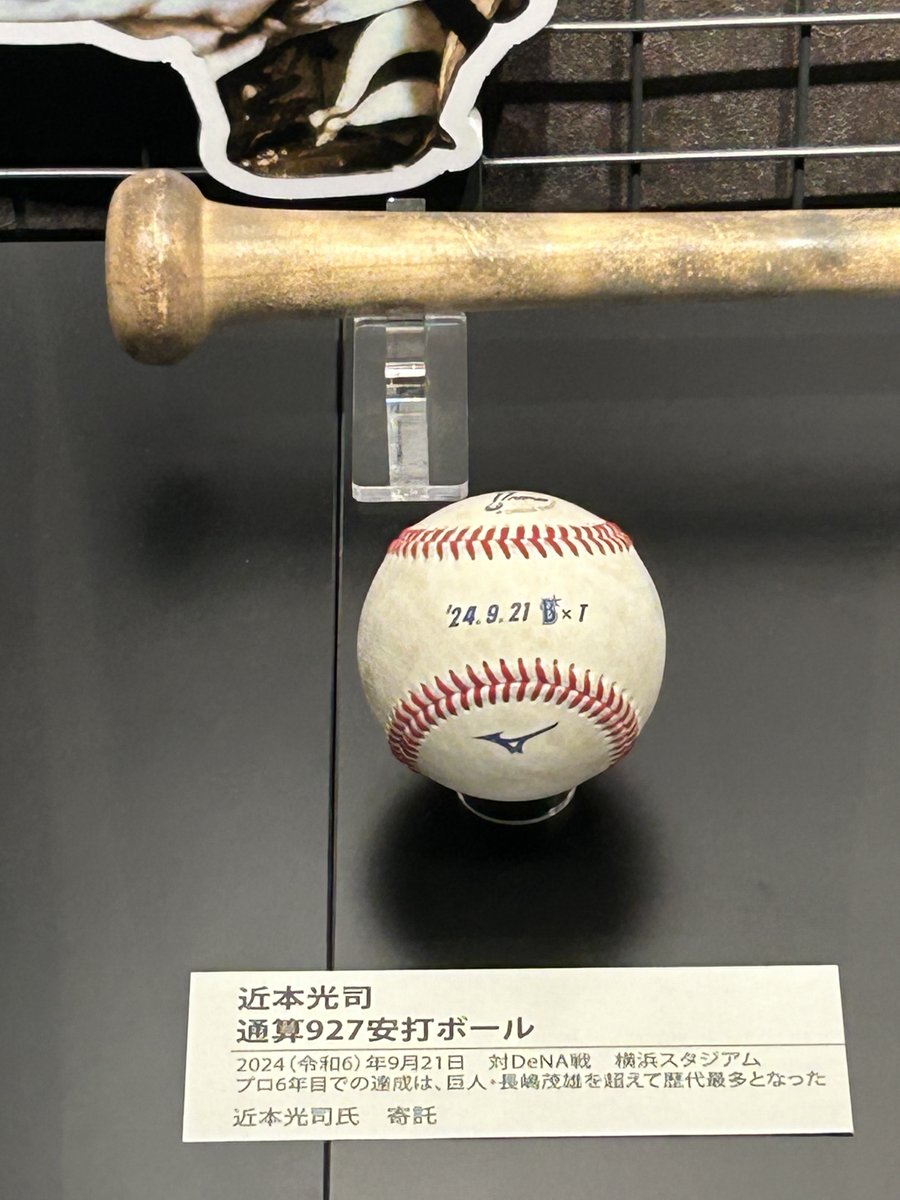 '24.9.21 B×T
近本光司
通算927安打ボール
2024(令和6)年9月21日 対DeNA戦 横浜スタジアム
プロ6年目での達成は、巨人・長嶋茂雄を超えて歴代最多となった
近本光司氏 寄託